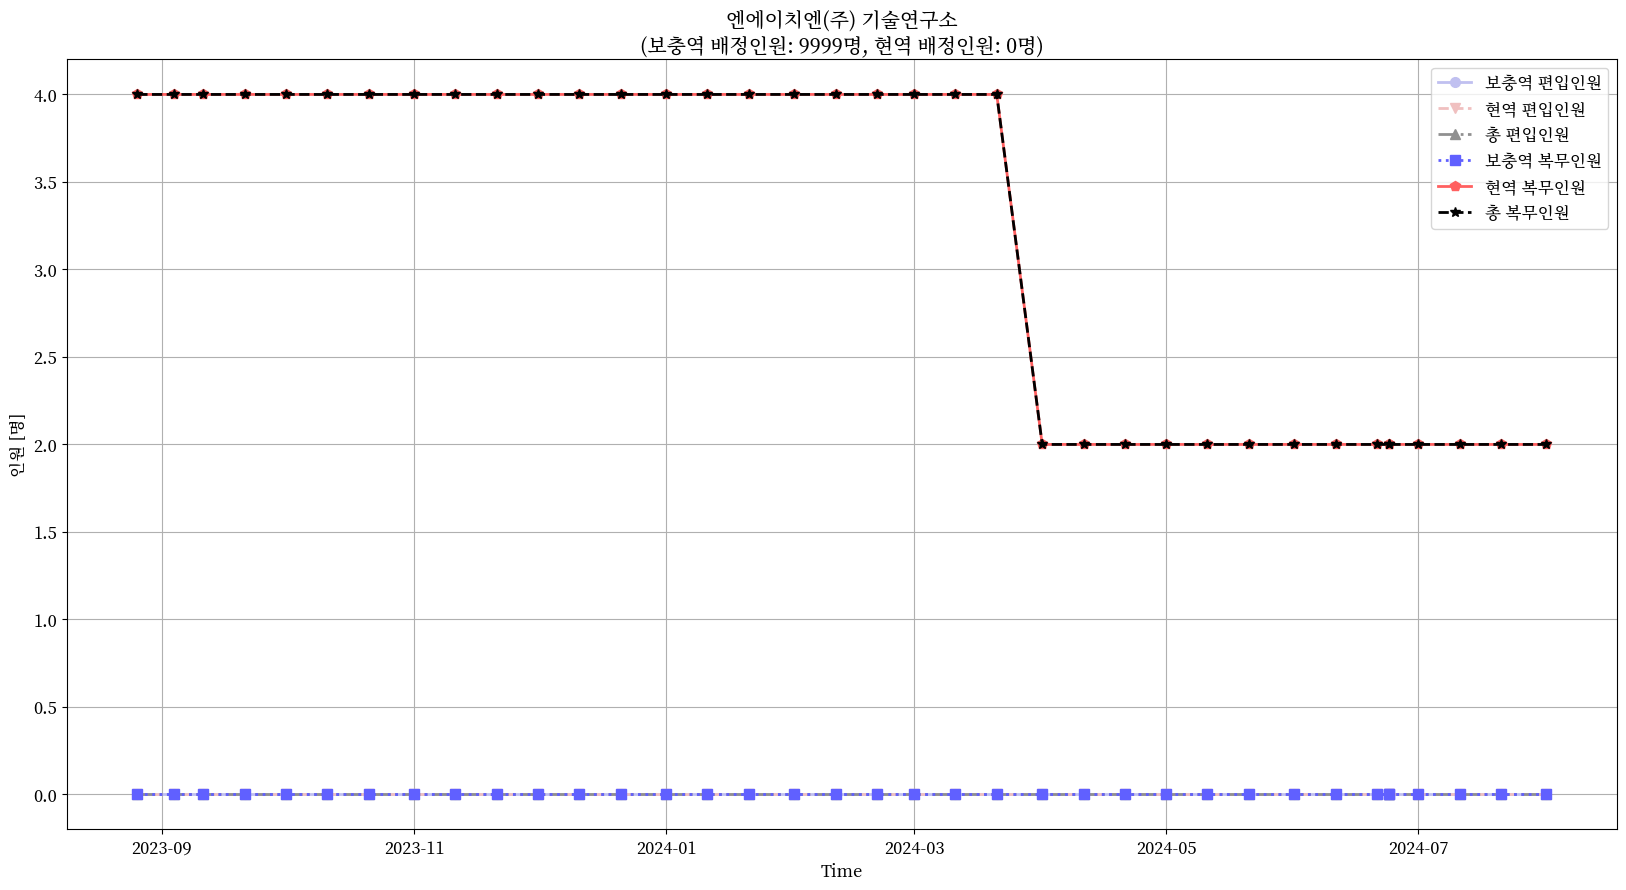 엔에이치엔(주) 기술연구소
(보충역 배정인원: 9999명, 현역 배정인원: 0명)
보충역 편입인원
현역 편입인원
총 편입인원
보충역 복무인원
현역 복무인원
총 복무인원
인원 [명]
4.0
3.5
3.0
2.5
2.0
1.5
1.0
0.5
0.0
2023-09
2023-11
2024-01
2024-03
2024-05
2024-07
Time